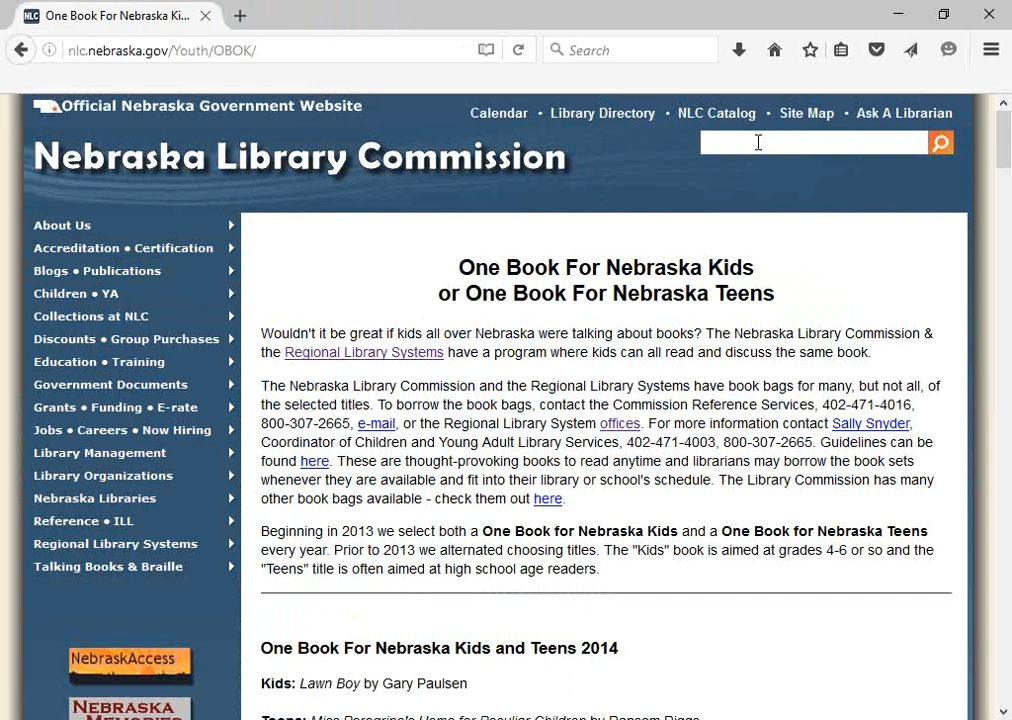 NLC One Book For Nebraska Ki...
nlc.nebraska.gov/Youth/OBOK/
Search
Official Nebraska Government Website
Calendar • Library Directory • NLC Catalog • Site Map • Ask A Librarian
Nebraska Library Commission
About Us
Accreditation • Certification
Blogs • Publications
Children • YA
Collections at NLC
Discounts • Group Purchases
Education • Training
Government Documents
Grants • Funding • E-rate
Jobs • Careers • Now Hiring
Library Management
Library Organizations
Nebraska Libraries
Reference • ILL
Regional Library Systems
Talking Books & Braille
NebraskAccess
NEBRASKA
MEMORIES
One Book For Nebraska Kids
or One Book For Nebraska Teens
Wouldn't it be great if kids all over Nebraska were talking about books? The Nebraska Library Commission &
the Regional Library Systems have a program where kids can all read and discuss the same book.
The Nebraska Library Commission and the Regional Library Systems have book bags for many, but not all, of
the selected titles. To borrow the book bags, contact the Commission Reference Services, 402-471-4016,
800-307-2665, e-mail, or the Regional Library System offices. For more information contact Sally Snyder,
Coordinator of Children and Young Adult Library Services, 402-471-4003, 800-307-2665. Guidelines can be
found here. These are thought-provoking books to read anytime and librarians may borrow the book sets
whenever they are available and fit into their library or school's schedule. The Library Commission has many
other book bags available - check them out here.
Beginning in 2013 we select both a One Book for Nebraska Kids and a One Book for Nebraska Teens
every year. Prior to 2013 we alternated choosing titles. The "Kids" book is aimed at grades 4-6 or so and the
"Teens" title is often aimed at high school age readers.
One Book For Nebraska Kids and Teens 2014
Kids: Lawn Boy by Gary Paulsen
Teens: Miss Peregrine's Home for Peculiar Children by Ransom Riggs